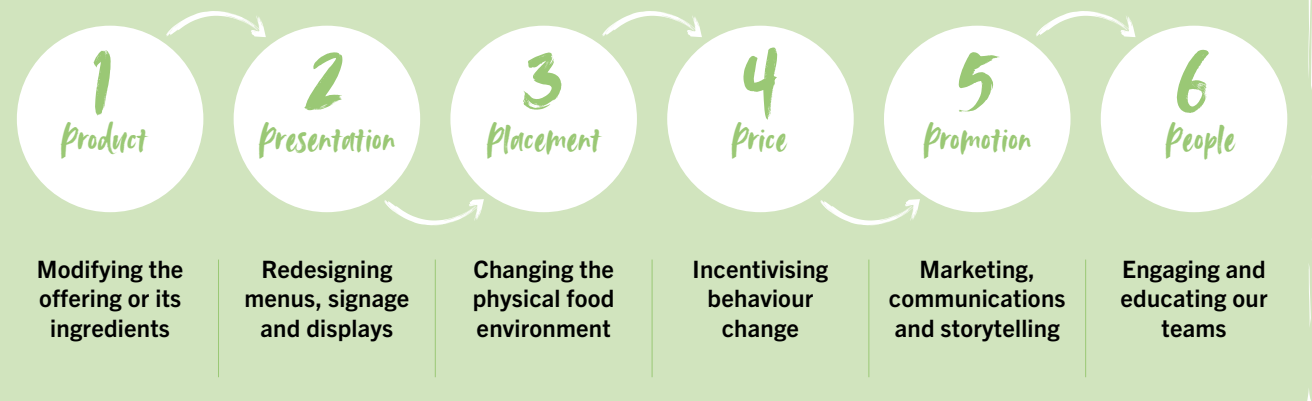 1
Product
Modifying the
offering or its
ingredients
2
Presentation
Redesigning
menus, signage
and displays
3
Placement
Changing the
physical food
environment
4
Price
Incentivising
behaviour
change
5
Promotion
Marketing,
communications
and storytelling
6
People
Engaging and
educating our
teams